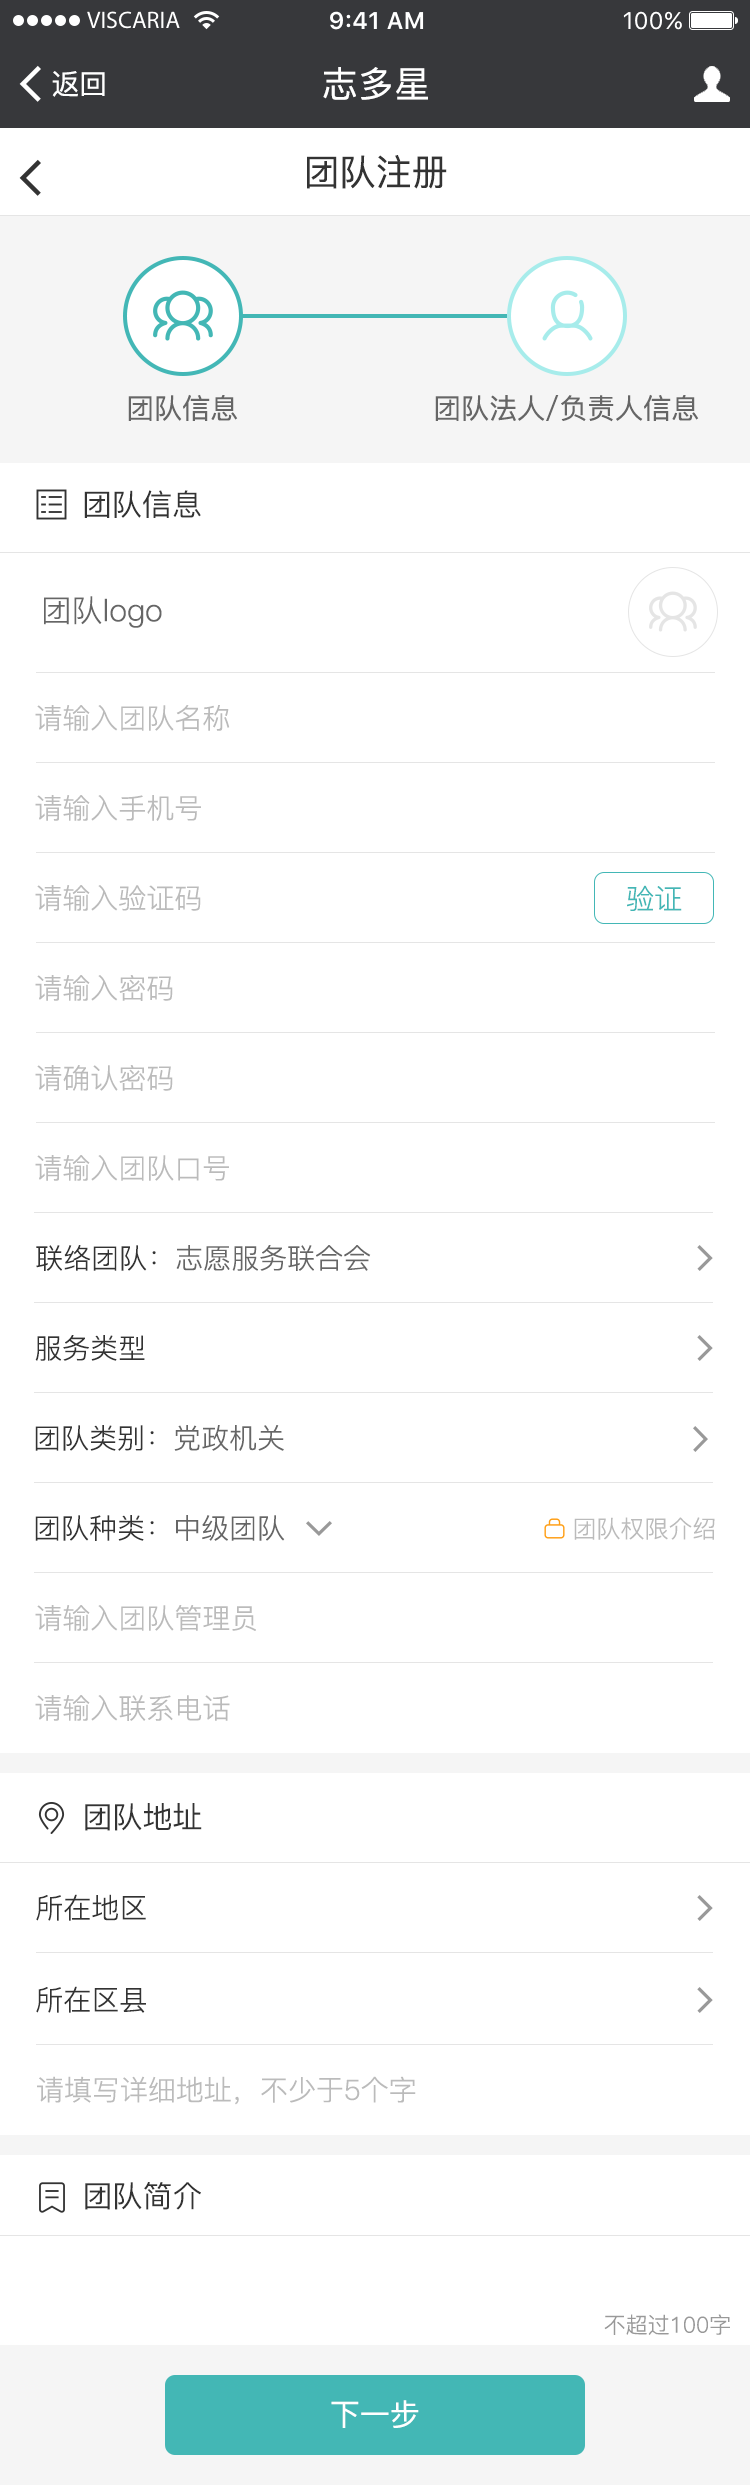 VISCARIA 9:41 AM 100%
返回 志多星
团队注册
团队信息 团队法人/负责人信息
团队信息
团队logo
请输入团队名称
请输入手机号
请输入验证码 验证
请输入密码
请确认密码
请输入团队口号
联络团队：志愿服务联合会
服务类型
团队类别：党政机关
团队种类：中级团队 团队权限介绍
请输入团队管理员
请输入联系电话
团队地址
所在地区
所在区县
请填写详细地址，不少于5个字
团队简介
不超过100字
下一步